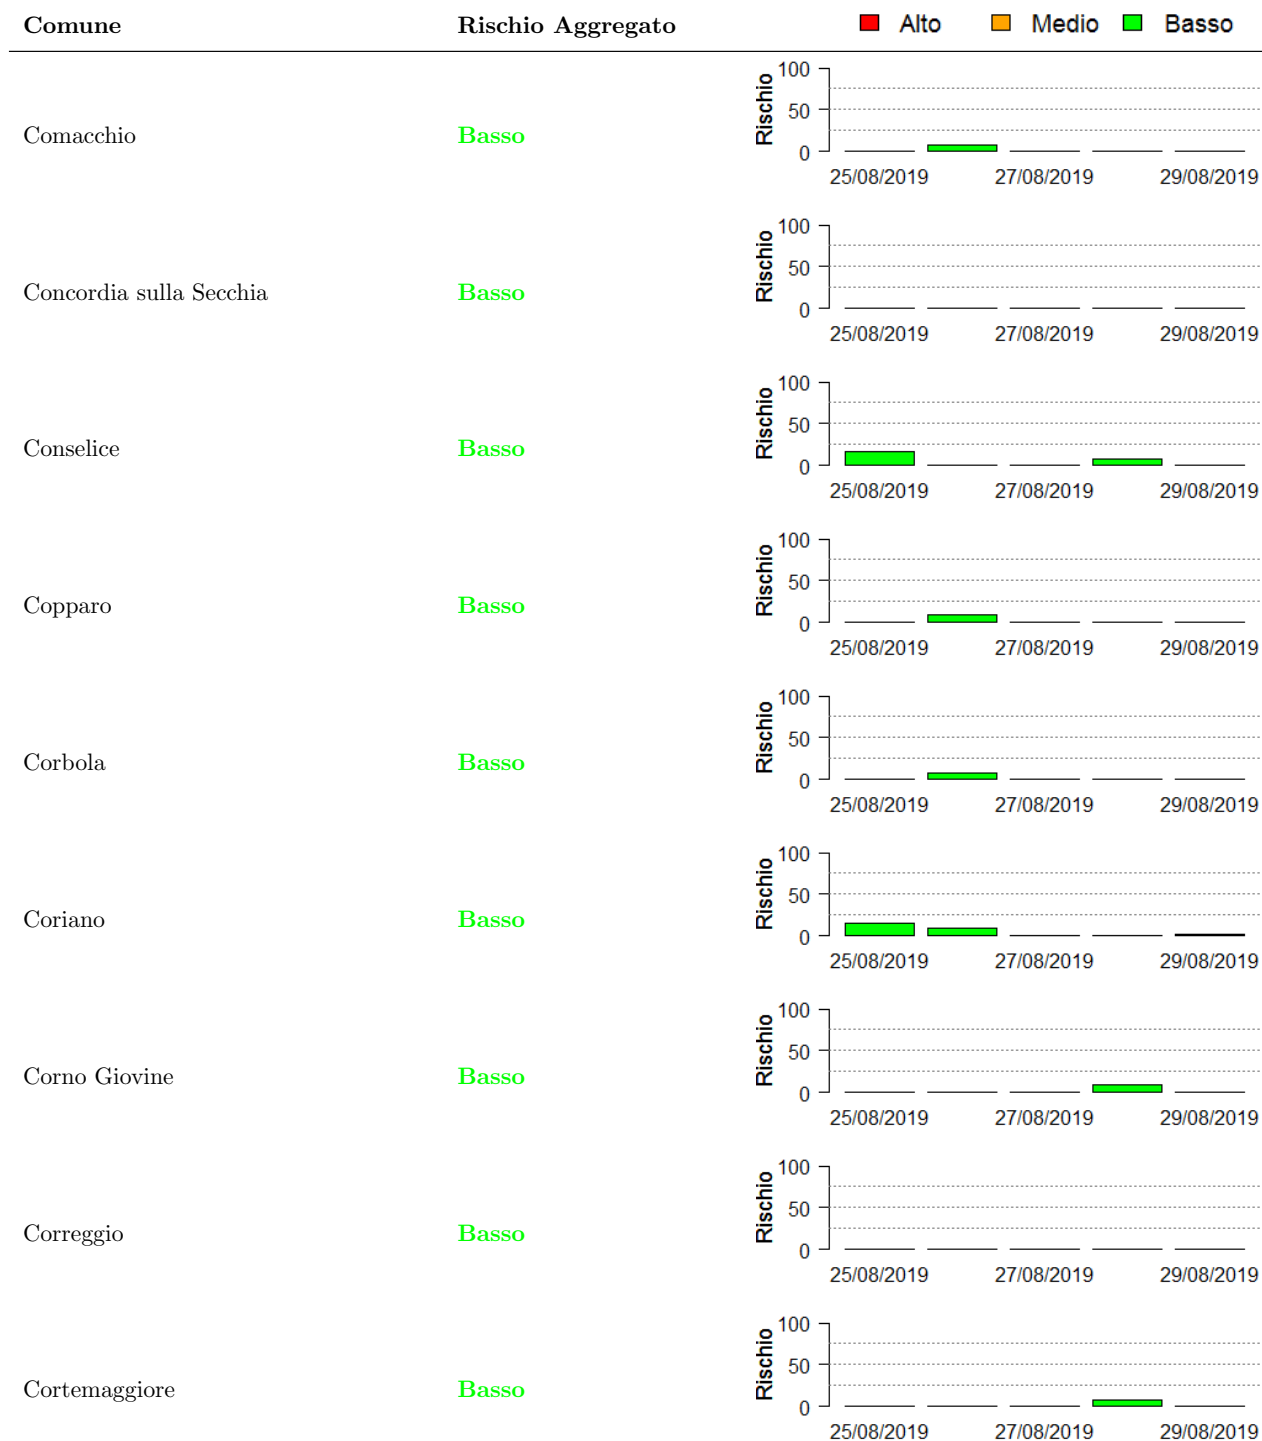 Comune Rischio Aggregato Alto Medio Basso
Comacchio Basso
Rischio
100
50
0
25/08/2019 27/08/2019 29/08/2019
Concordia sulla Secchia Basso
Rischio
100
50
0
25/08/2019 27/08/2019 29/08/2019
Conselice Basso
Rischio
100
50
0
25/08/2019 27/08/2019 29/08/2019
Copparo Basso
Rischio
100
50
0
25/08/2019 27/08/2019 29/08/2019
Corbola Basso
Rischio
100
50
0
25/08/2019 27/08/2019 29/08/2019
Coriano Basso
Rischio
100
50
0
25/08/2019 27/08/2019 29/08/2019
Corno Giovine Basso
Rischio
100
50
0
25/08/2019 27/08/2019 29/08/2019
Correggio Basso
Rischio
100
50
0
25/08/2019 27/08/2019 29/08/2019
Cortemaggiore Basso
Rischio
100
50
0
25/08/2019 27/08/2019 29/08/2019